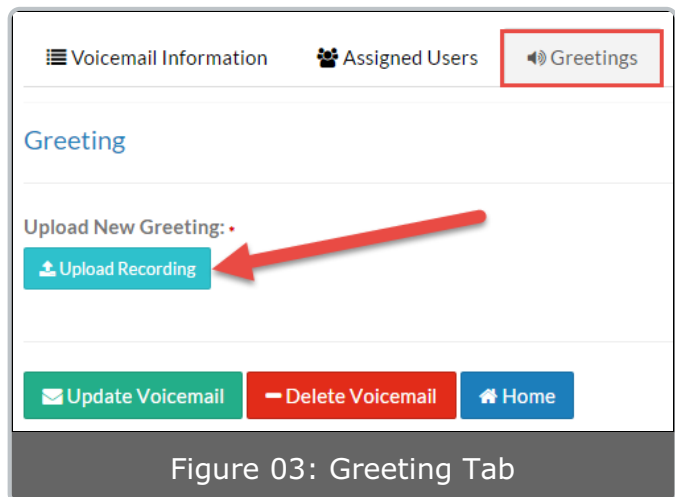 Voicemail Information Assigned Users Greetings
Greeting
Upload New Greeting:
Upload Recording
Update Voicemail Delete Voicemail Home
Figure 03: Greeting Tab